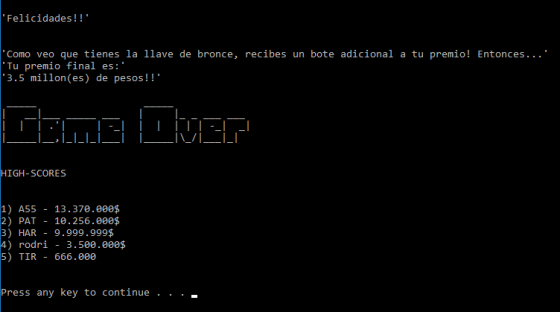 'Felicidades!!'
'Como veo que tienes la llave de bronce, recibes un bote adicional a tu premio! Entonces...'
'Tu premio final es:'
'3.5 millon(es) de pesos!!'
Game Over
HIGH-SCORES
1) A55 - 13.370.000$
2) PAT - 10.256.000$
3) HAR - 9.999.999$
4) rodri - 3.500.000$
5) TIR - 666.000
Press any key to continue . . .